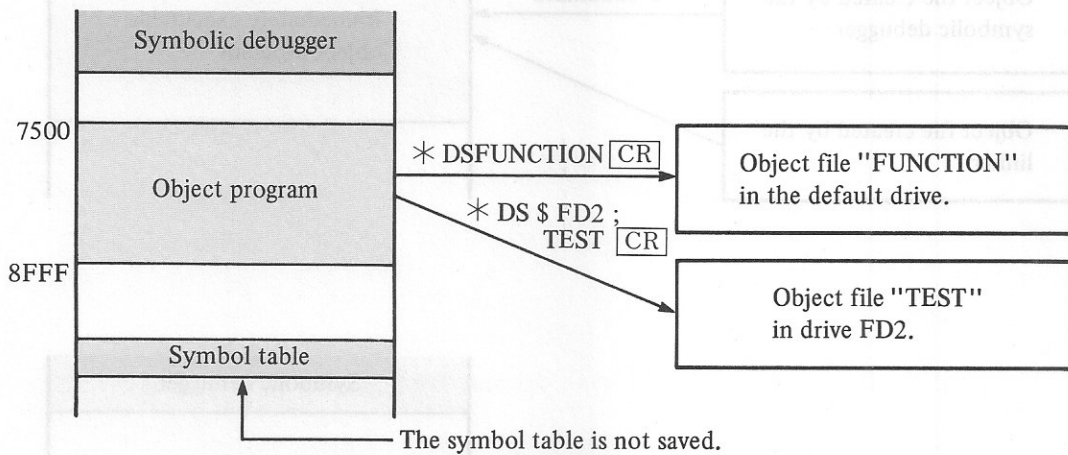 Symbolic debugger
7500
Object program
8FFF
Symbol table
The symbol table is not saved.
* DSFUNCTION CR
* DS $ FD2 ;
TEST CR
Object file "FUNCTION"
in the default drive.
Object file "TEST"
in drive FD2.